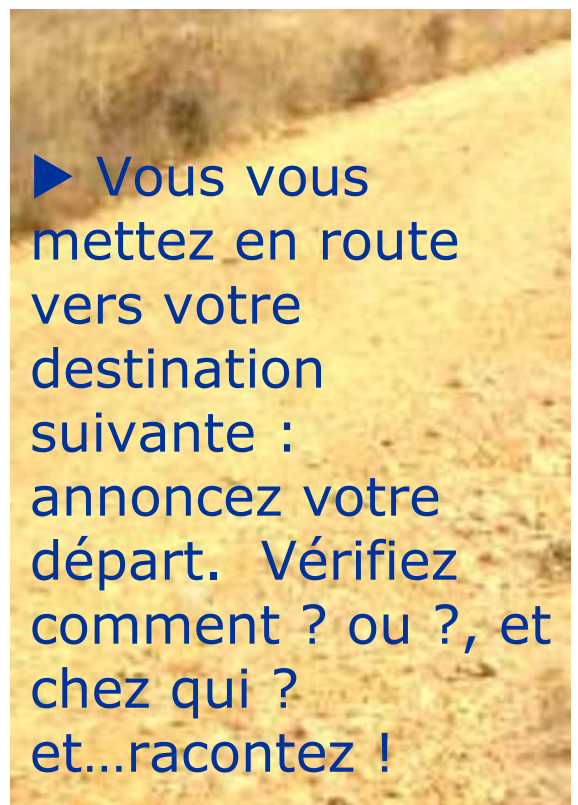 ▶ Vous vous
mettez en route
vers votre
destination
suivante :
annoncez votre
départ.  Vérifiez
comment ? ou ?, et
chez qui ?
et…racontez !